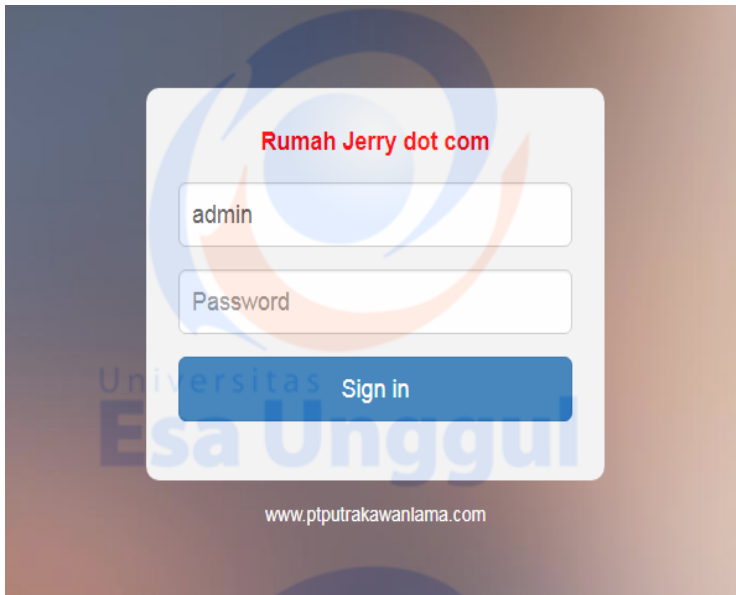 Rumah Jerry dot com
admin
Password
Sign in
Universitas
Esa Unggul
www.ptputrakawanlama.com